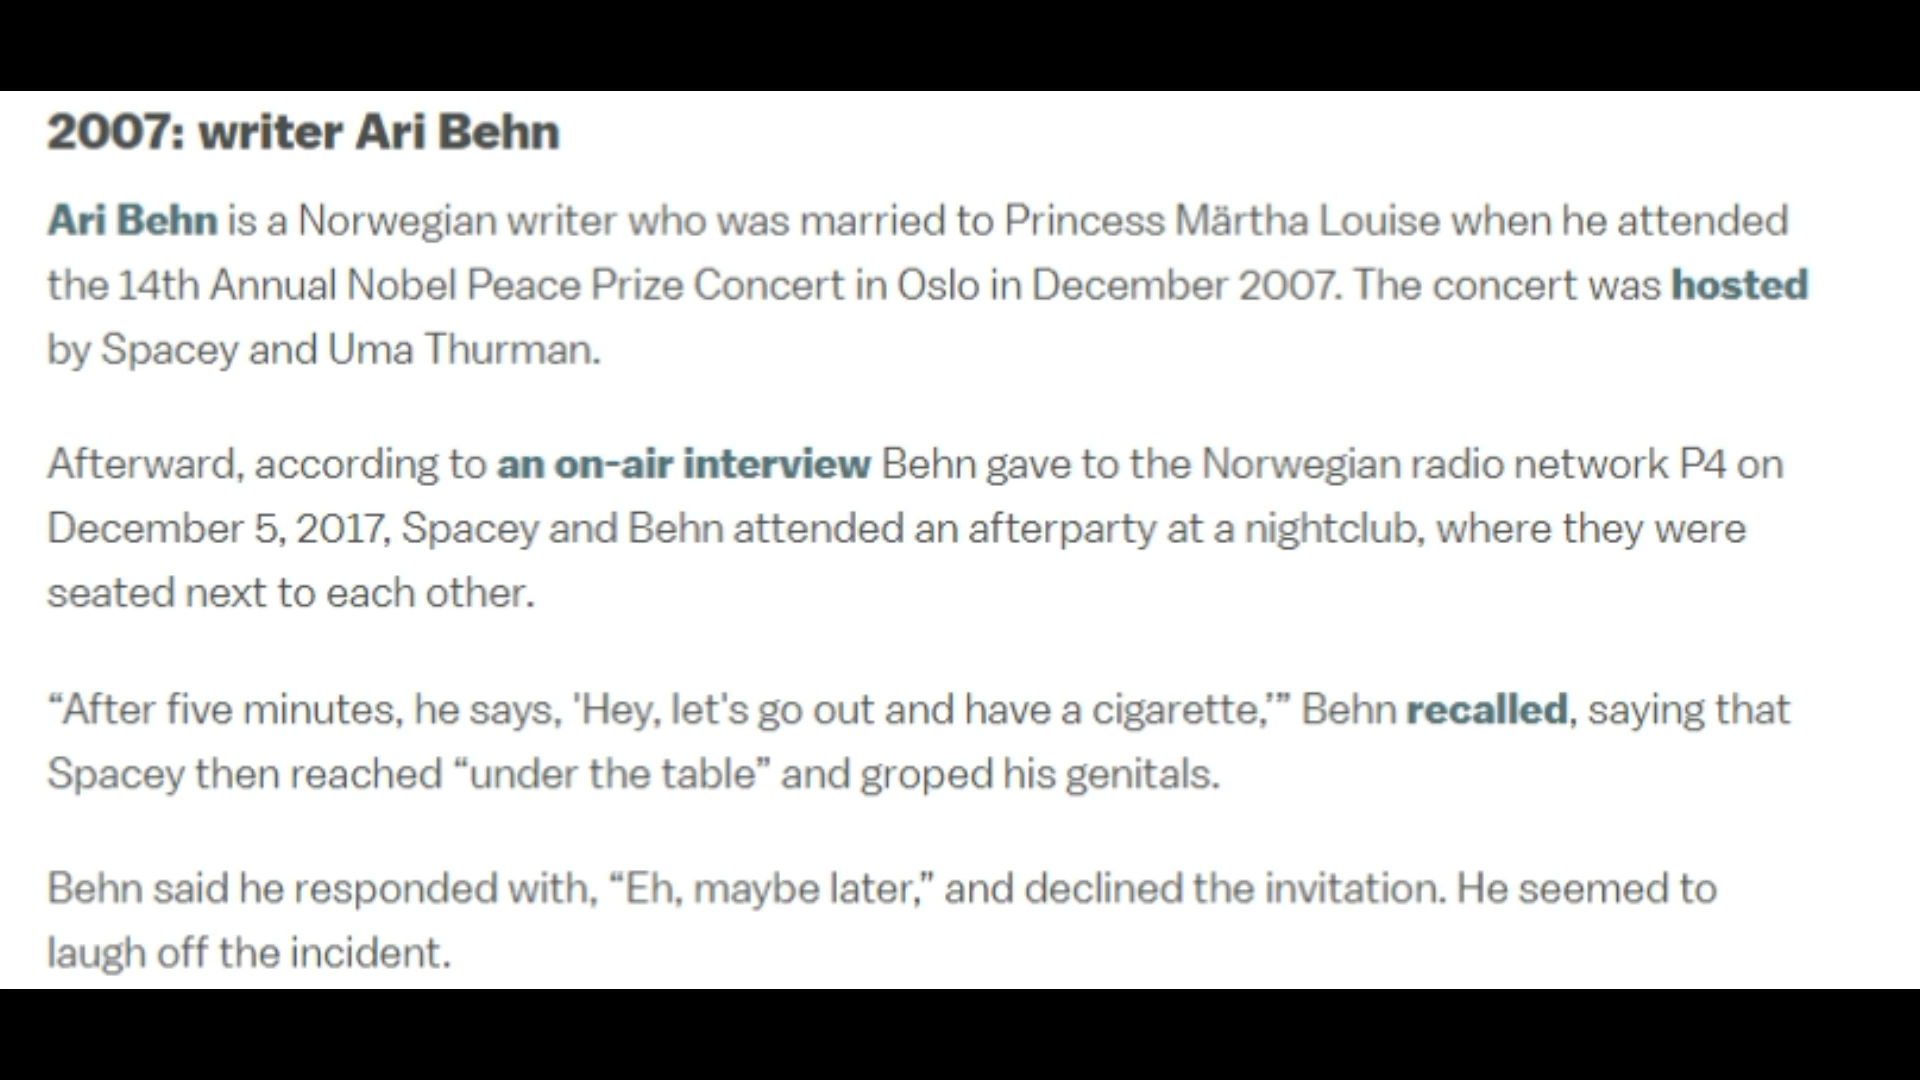 2007: writer Ari Behn
Ari Behn is a Norwegian writer who was married to Princess Märtha Louise when he attended
the 14th Annual Nobel Peace Prize Concert in Oslo in December 2007. The concert was hosted
by Spacey and Uma Thurman.
Afterward, according to an on-air interview Behn gave to the Norwegian radio network P4 on
December 5, 2017, Spacey and Behn attended an afterparty at a nightclub, where they were
seated next to each other.
“After five minutes, he says, 'Hey, let's go out and have a cigarette,’” Behn recalled, saying that
Spacey then reached “under the table” and groped his genitals.
Behn said he responded with, “Eh, maybe later,” and declined the invitation. He seemed to
laugh off the incident.